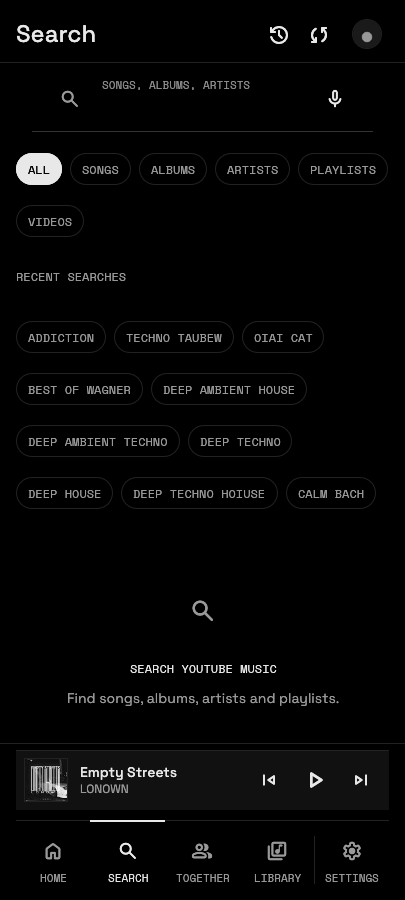 Search
SONGS, ALBUMS, ARTISTS
ALL SONGS ALBUMS ARTISTS PLAYLISTS
VIDEOS
RECENT SEARCHES
ADDICTION TECHNO TAUBEW OIAI CAT
BEST OF WAGNER DEEP AMBIENT HOUSE
DEEP AMBIENT TECHNO DEEP TECHNO
DEEP HOUSE DEEP TECHNO HOIUSE CALM BACH
SEARCH YOUTUBE MUSIC
Find songs, albums, artists and playlists.
Empty Streets
LONOWN
HOME SEARCH TOGETHER LIBRARY SETTINGS